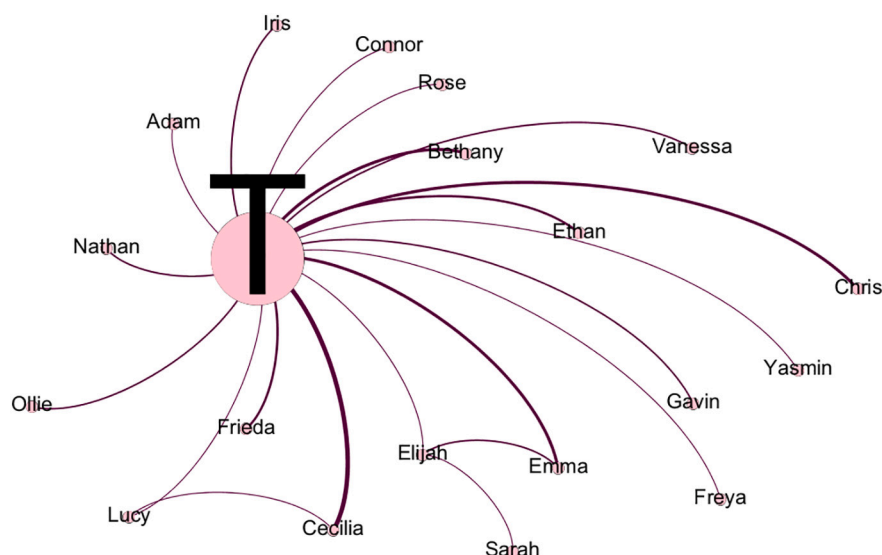 Iris
Connor
Rose
Adam
Bethany
Vanessa
T
Ethan
Nathan
Chris
Yasmin
Gavin
Ollie
Frieda
Elijah
Emma
Freya
Lucy
Cecilia
Sarah